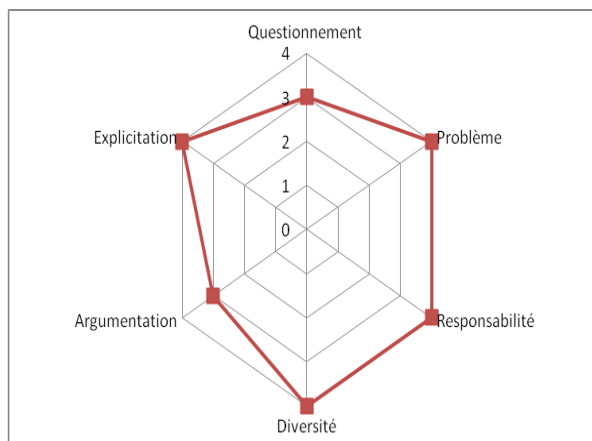 Questionnement
4
3
Explicitation
Problème
2
1
0
Argumentation
Responsabilité
Diversité